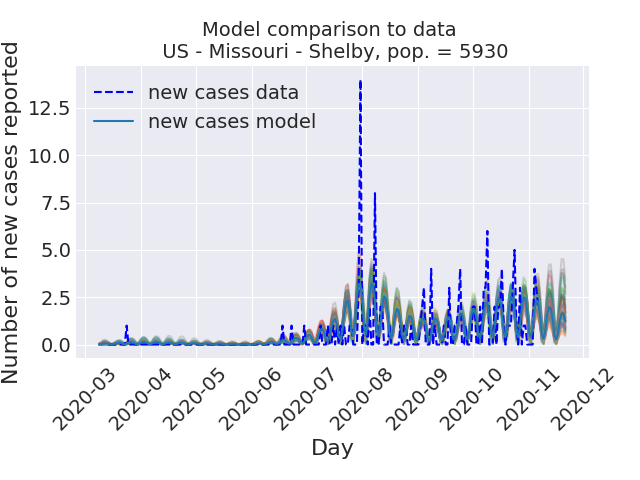 Model comparison to data
US - Missouri - Shelby, pop. = 5930
Number of new cases reported
12.5
10.0
7.5
5.0
2.5
0.0
new cases data
new cases model
2020-03
2020-04
2020-05
2020-06
2020-07
2020-08
2020-09
2020-10
2020-11
2020-12
Day